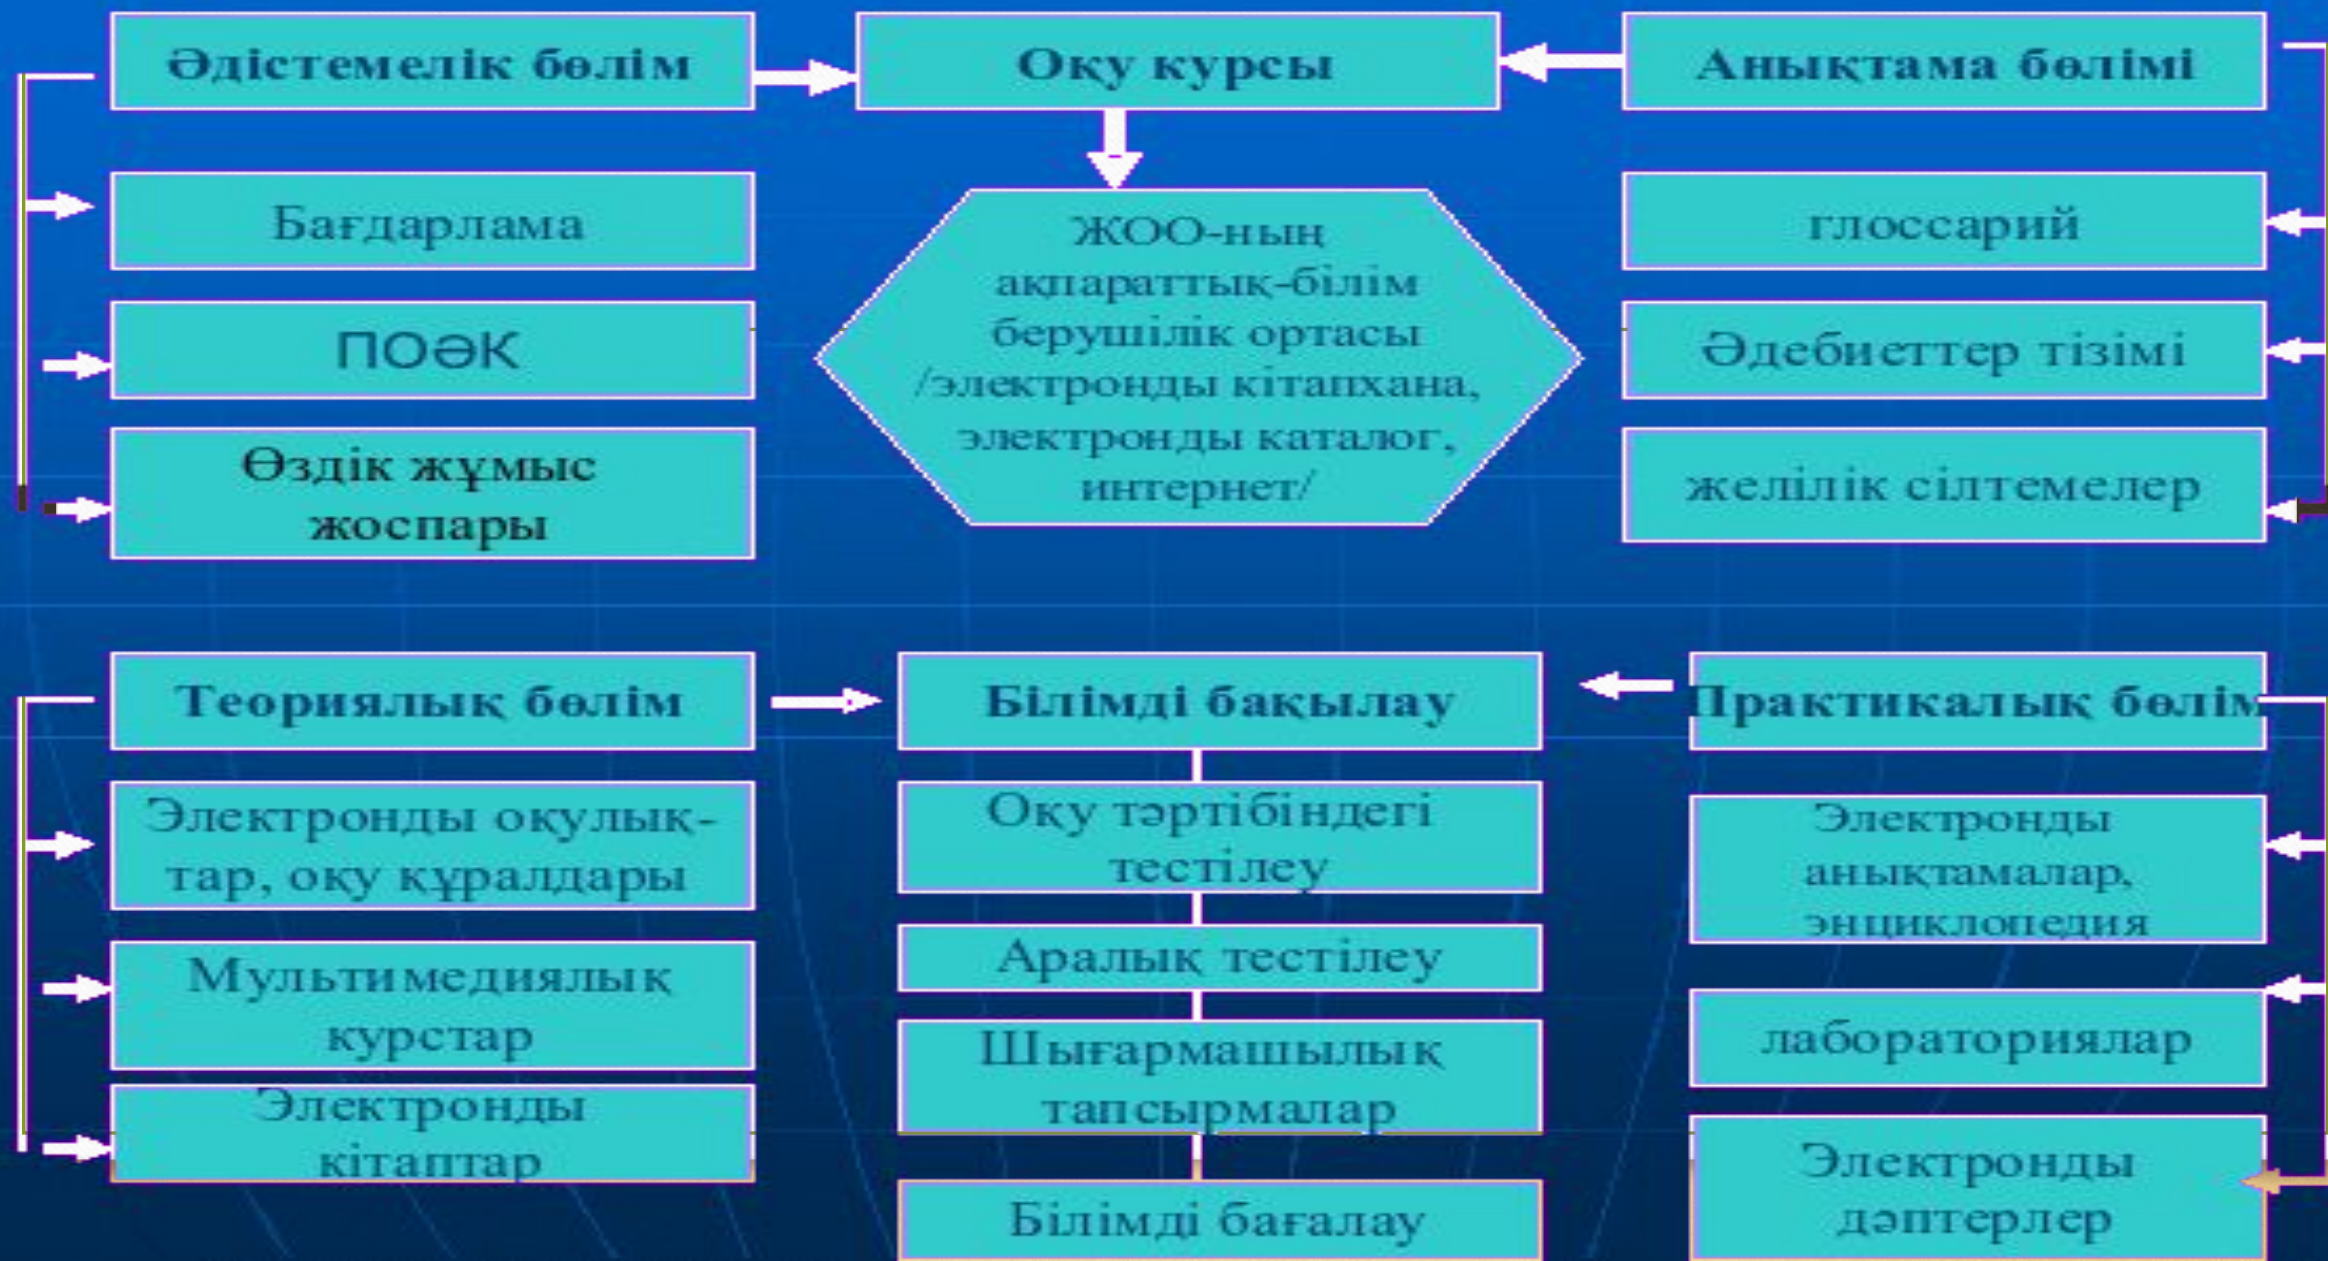 Әдістемелік бөлім
Оқу курсы
Анықтама бөлімі
Бағдарлама
ПОӘК
Өздік жұмыс
жоспары
ЖОО-ның
ақпараттық-білім
берушілік ортасы
/электронды кітапхана,
электронды каталог,
интернет/
глоссарий
Әдебиеттер тізімі
желілік сілтемелер
Теориялық бөлім
Білімді бақылау
Практикалық бөлім
Электронды оқулық-
тар, оқу құралдары
Мультимедиялық
курстар
Электронды
кітаптар
Оқу тәртібіндегі
тестілеу
Аралық тестілеу
Шығармашылық
тапсырмалар
Білімді бағалау
Электронды
анықтамалар,
энциклопедия
лабораториялар
Электронды
дәптерлер